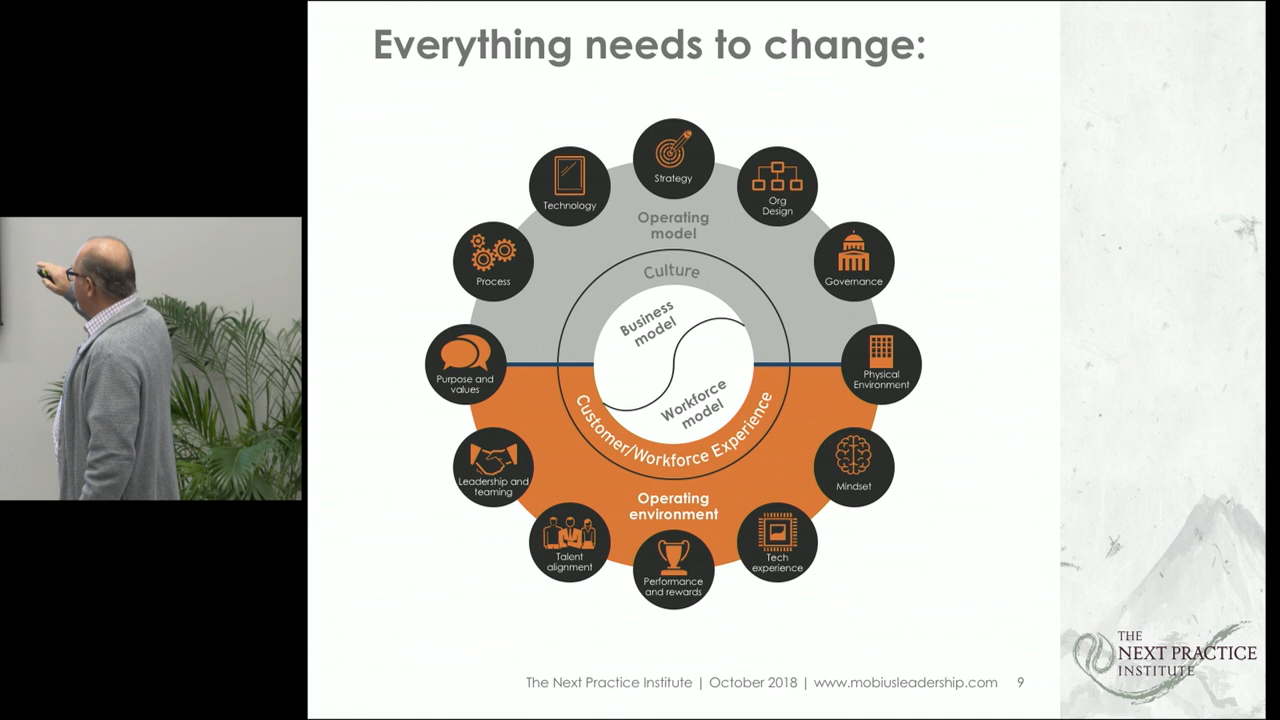 Everything needs to change:
Strategy
Technology
Org
Design
Operating
model
Process
Governance
Culture
Business
model
Purpose and
values
Physical
Environment
Workforce
model
Customer/Workforce Experience
Leadership and
teaming
Mindset
Operating
environment
Talent
alignment
Tech
experience
Performance
and rewards
THE
NEXT PRACTICE
INSTITUTE
The Next Practice Institute | October 2018 | www.mobiusleadership.com 9